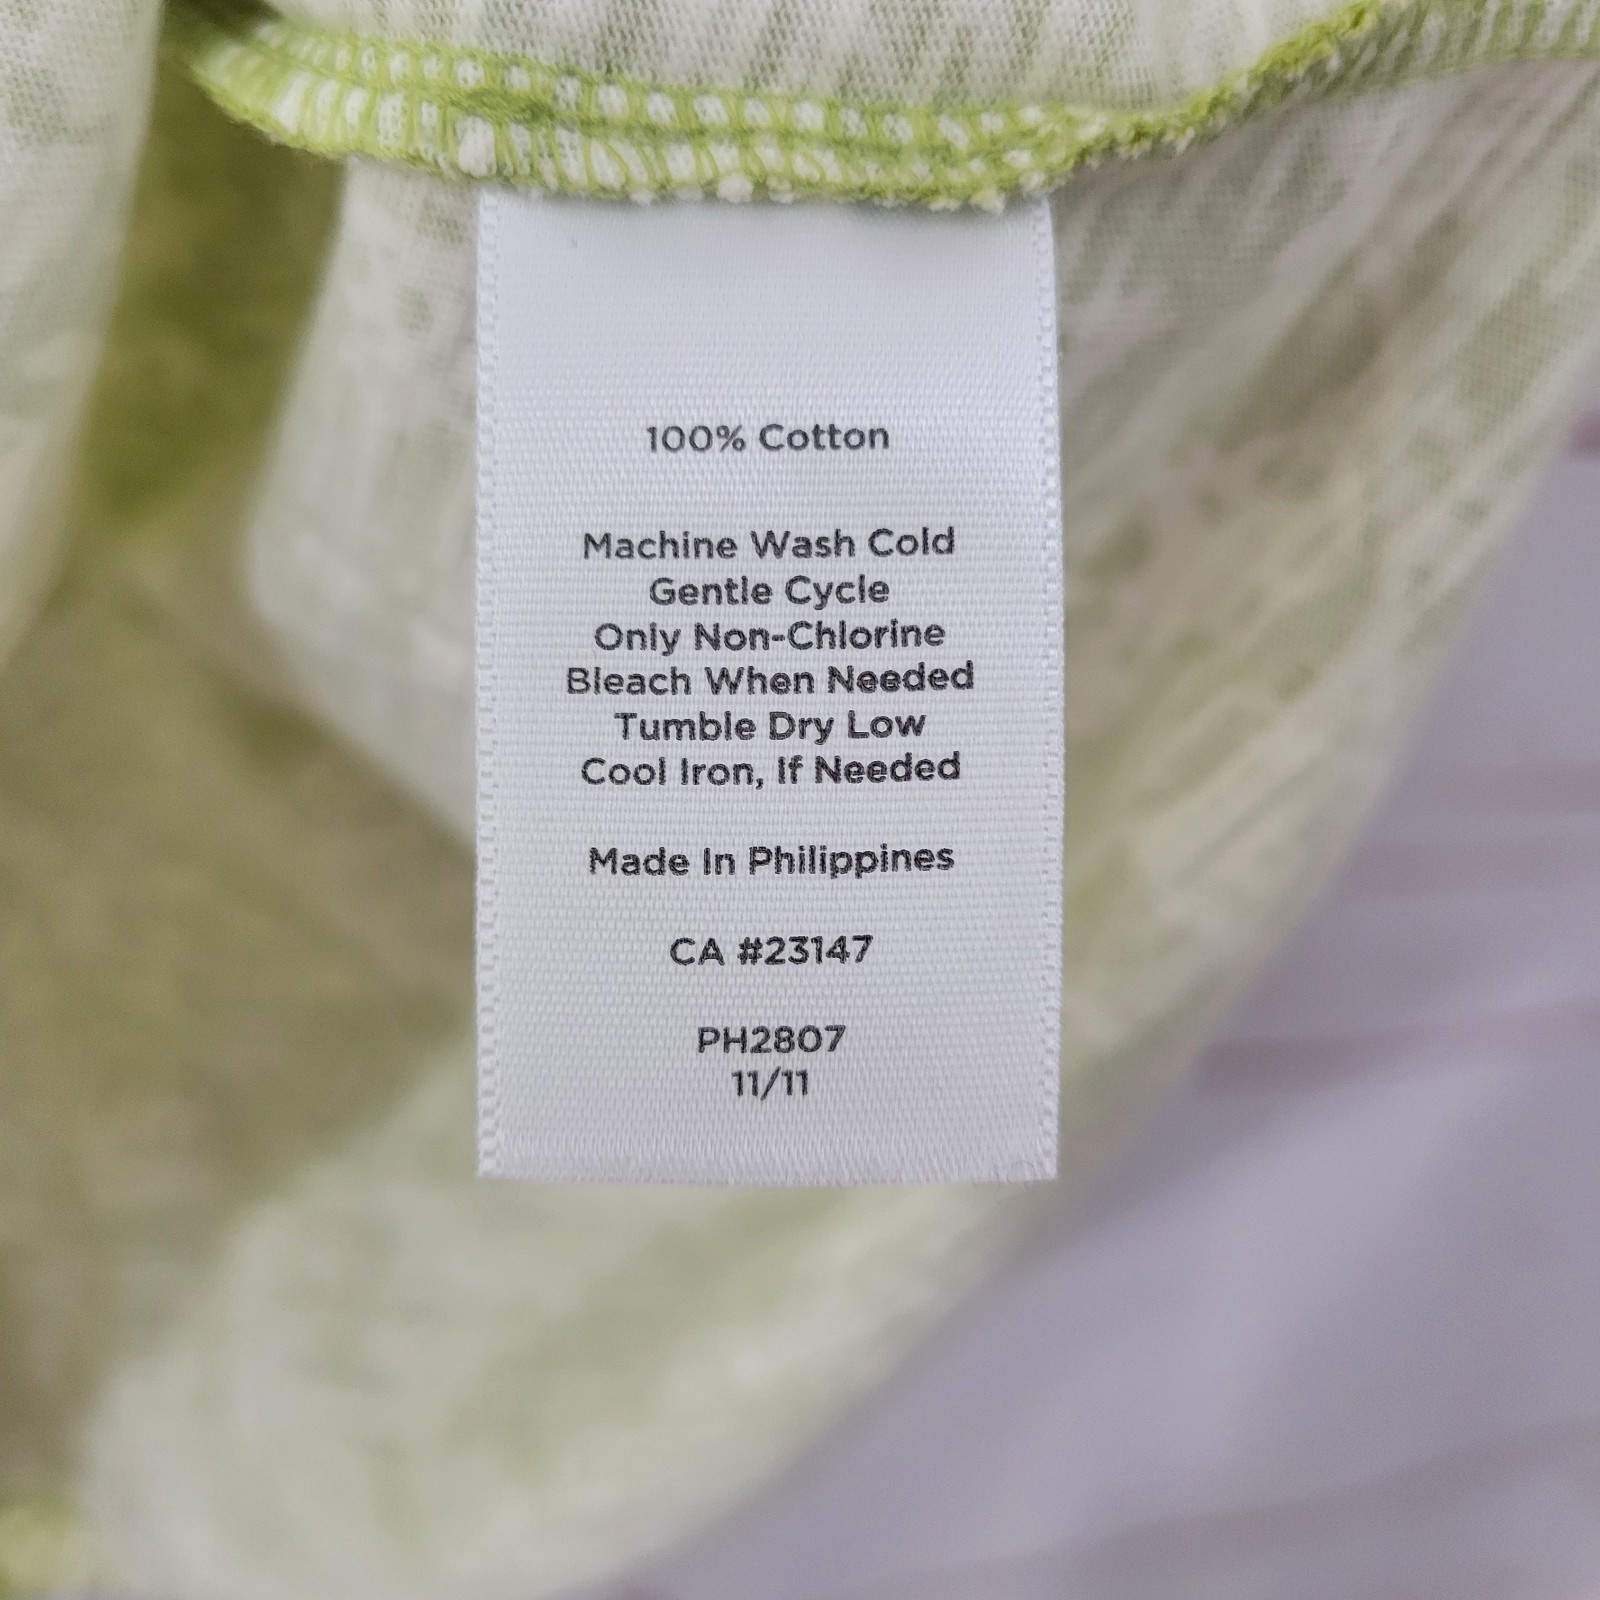 100% Cotton
Machine Wash Cold
Gentle Cycle
Only Non-Chlorine
Bleach When Needed
Tumble Dry Low
Cool Iron, If Needed
Made In Philippines
CA #23147
PH2807
11/11